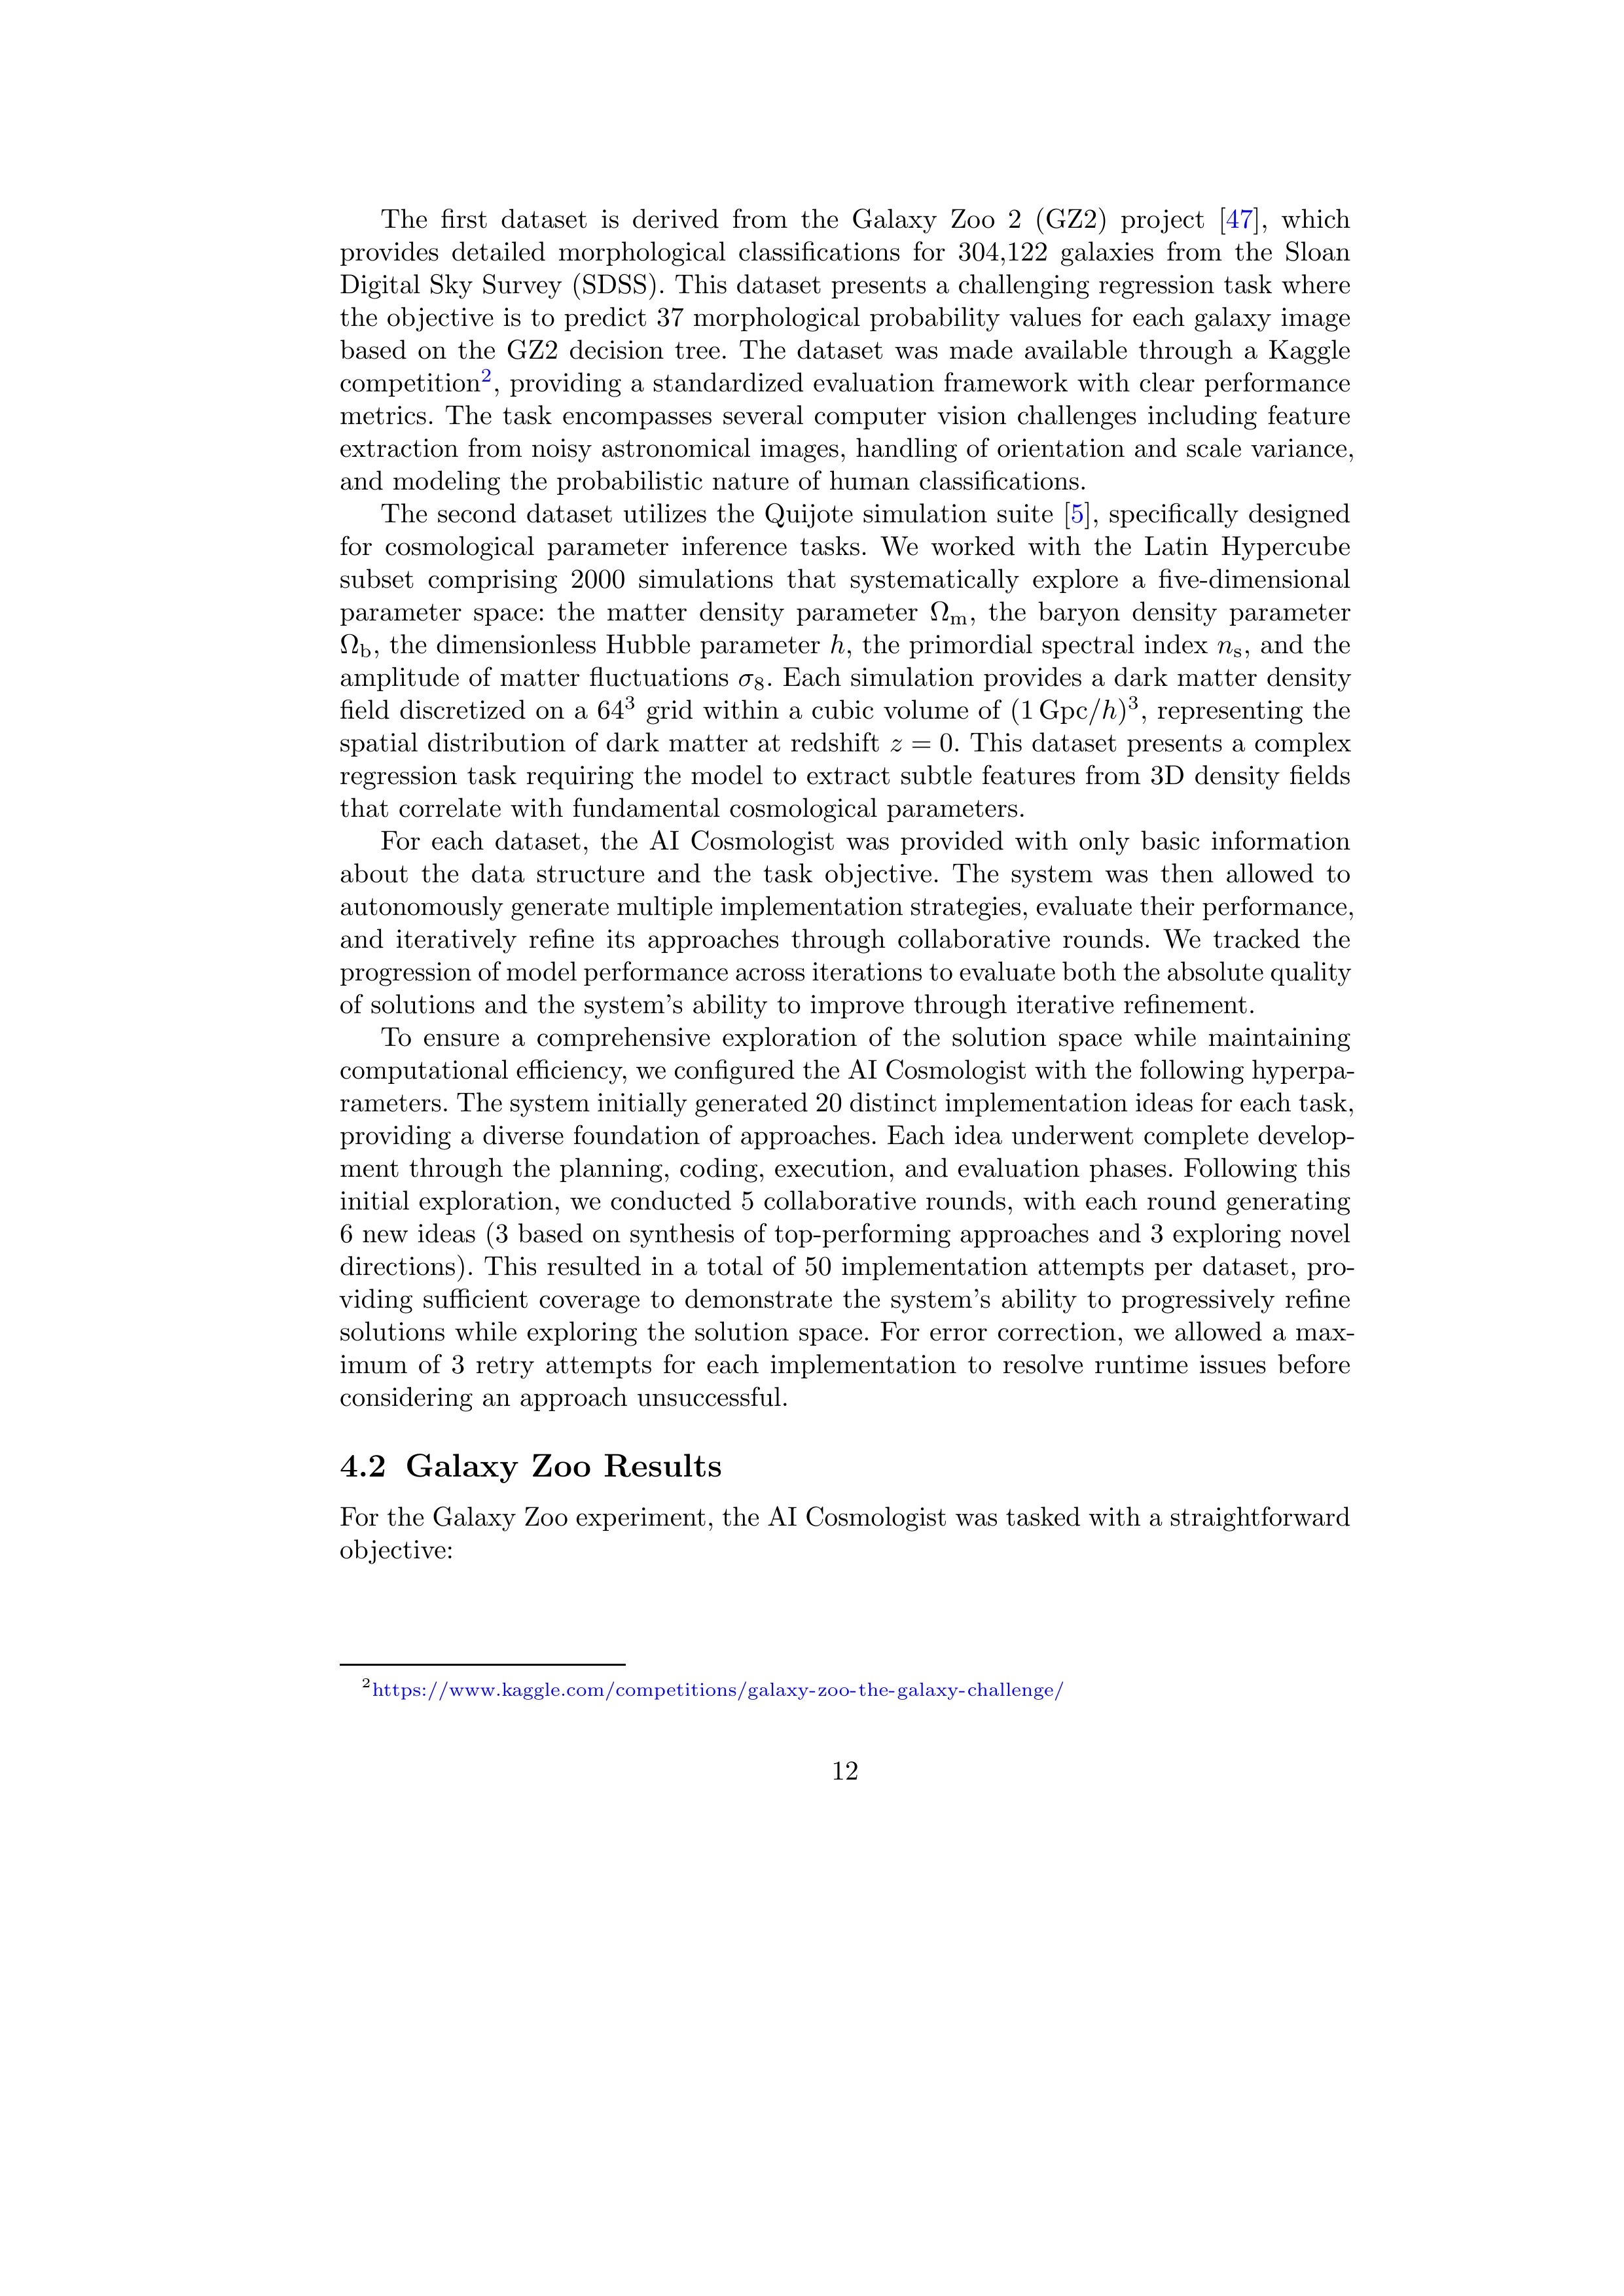 The first dataset is derived from the Galaxy Zoo 2 (GZ2) project [47], which
provides detailed morphological classifications for 304,122 galaxies from the Sloan
Digital Sky Survey (SDSS). This dataset presents a challenging regression task where
the objective is to predict 37 morphological probability values for each galaxy image
based on the GZ2 decision tree. The dataset was made available through a Kaggle
competition², providing a standardized evaluation framework with clear performance
metrics. The task encompasses several computer vision challenges including feature
extraction from noisy astronomical images, handling of orientation and scale variance,
and modeling the probabilistic nature of human classifications.
The second dataset utilizes the Quijote simulation suite [5], specifically designed
for cosmological parameter inference tasks. We worked with the Latin Hypercube
subset comprising 2000 simulations that systematically explore a five-dimensional
parameter space: the matter density parameter Ωm, the baryon density parameter
Ωb, the dimensionless Hubble parameter h, the primordial spectral index ns, and the
amplitude of matter fluctuations σ8. Each simulation provides a dark matter density
field discretized on a 64³ grid within a cubic volume of (1 Gpc/h)³, representing the
spatial distribution of dark matter at redshift z = 0. This dataset presents a complex
regression task requiring the model to extract subtle features from 3D density fields
that correlate with fundamental cosmological parameters.
For each dataset, the AI Cosmologist was provided with only basic information
about the data structure and the task objective. The system was then allowed to
autonomously generate multiple implementation strategies, evaluate their performance,
and iteratively refine its approaches through collaborative rounds. We tracked the
progression of model performance across iterations to evaluate both the absolute quality
of solutions and the system's ability to improve through iterative refinement.
To ensure a comprehensive exploration of the solution space while maintaining
computational efficiency, we configured the AI Cosmologist with the following hyperpa-
rameters. The system initially generated 20 distinct implementation ideas for each task,
providing a diverse foundation of approaches. Each idea underwent complete develop-
ment through the planning, coding, execution, and evaluation phases. Following this
initial exploration, we conducted 5 collaborative rounds, with each round generating
6 new ideas (3 based on synthesis of top-performing approaches and 3 exploring novel
directions). This resulted in a total of 50 implementation attempts per dataset, pro-
viding sufficient coverage to demonstrate the system's ability to progressively refine
solutions while exploring the solution space. For error correction, we allowed a max-
imum of 3 retry attempts for each implementation to resolve runtime issues before
considering an approach unsuccessful.
4.2 Galaxy Zoo Results
For the Galaxy Zoo experiment, the AI Cosmologist was tasked with a straightforward
objective:
²https://www.kaggle.com/competitions/galaxy-zoo-the-galaxy-challenge/
12